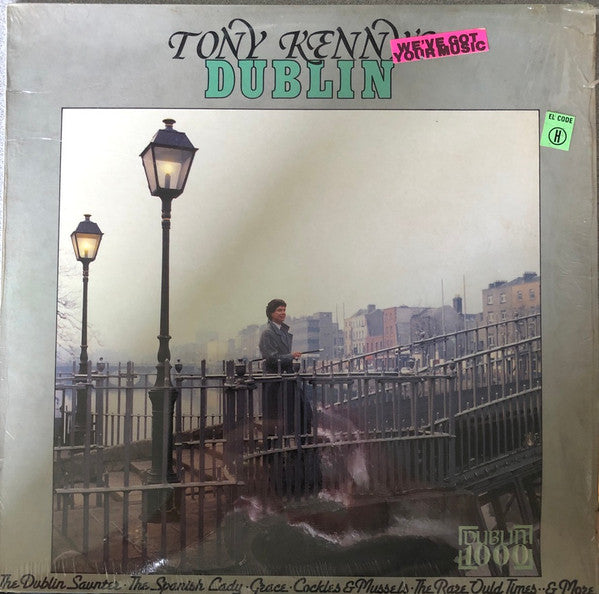 TONY KENNY'S
WE'VE GOT
YOUR MUSIC
DUBLIN
EL CODE
H
DUBLIN
1000
The Dublin Saunter · The Spanish Lady · Grace · Cockles & Mussels · The Rare Ould Times · & More